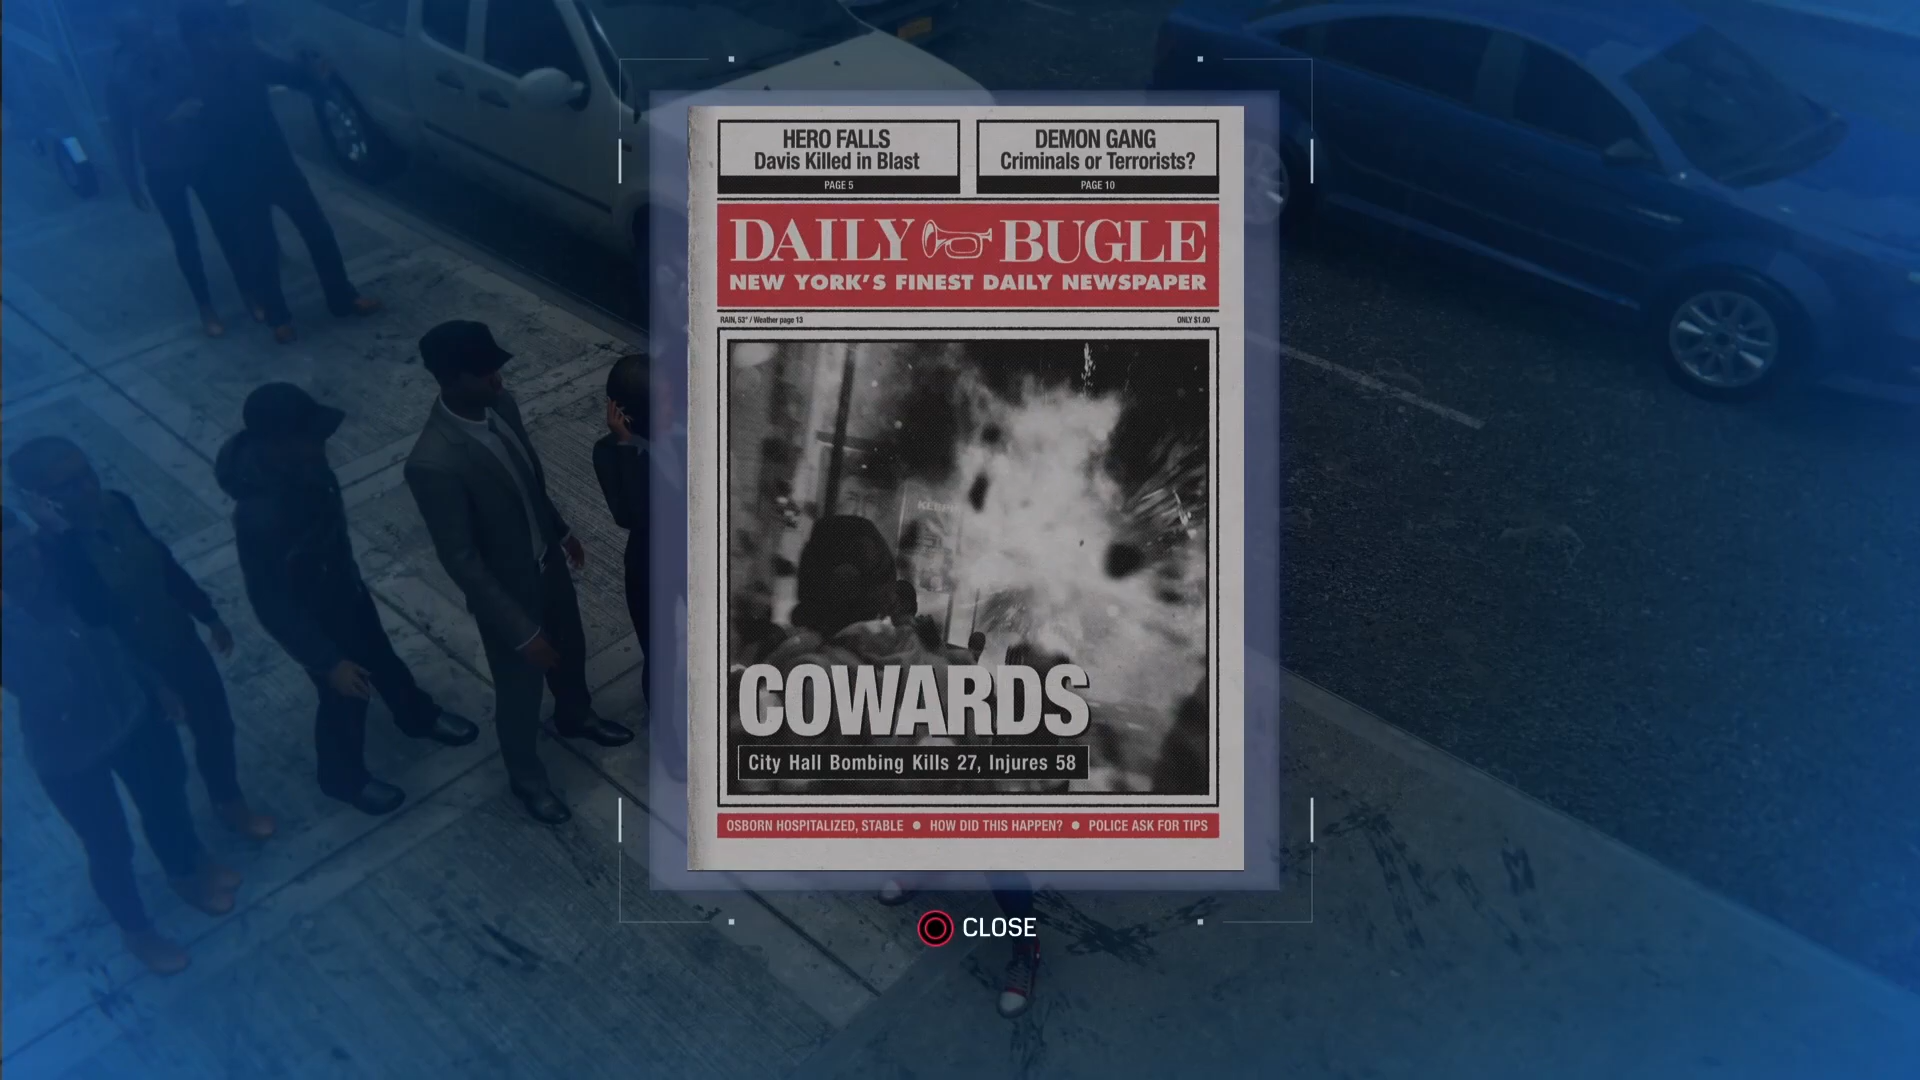 HERO FALLS
Davis Killed in Blast
PAGE 5
DEMON GANG
Criminals or Terrorists?
PAGE 10
DAILY BUGLE
NEW YORK'S FINEST DAILY NEWSPAPER
RAIN, 53° / Weather page 13
ONLY $1.00
COWARDS
City Hall Bombing Kills 27, Injures 58
OSBORN HOSPITALIZED, STABLE ● HOW DID THIS HAPPEN? ● POLICE ASK FOR TIPS
CLOSE